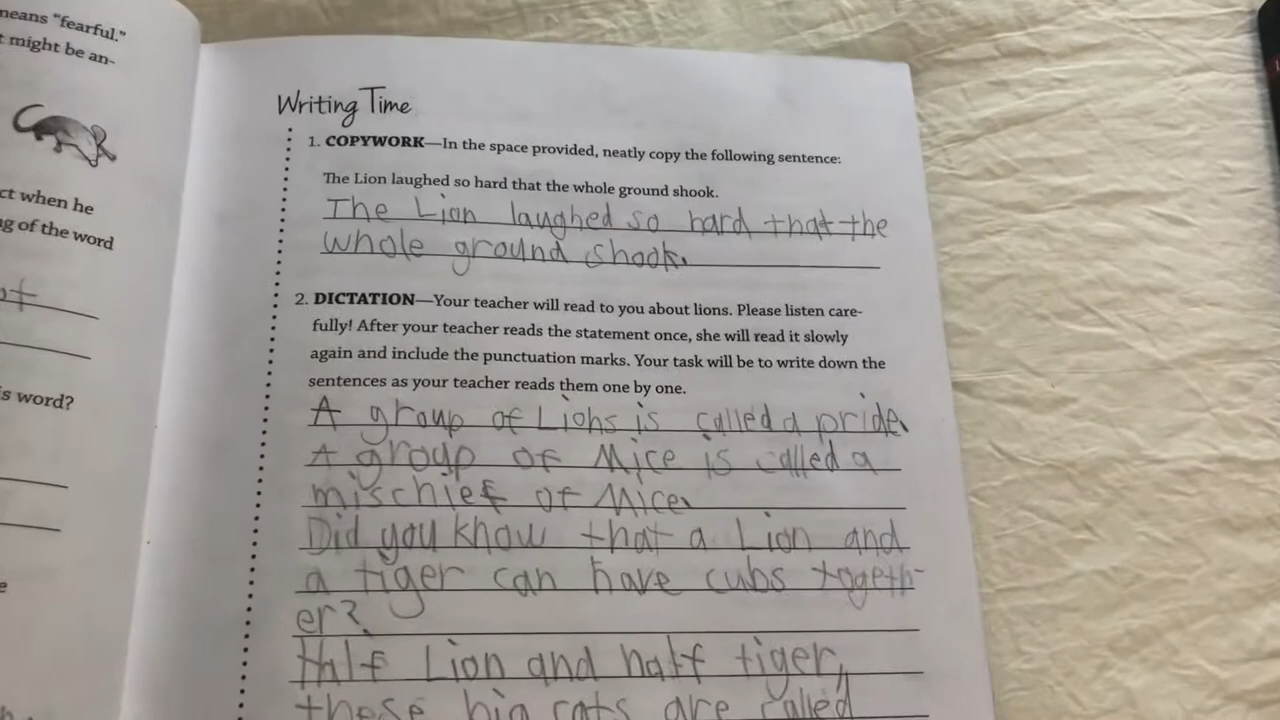 means "fearful."
t might be an-
ct when he
ng of the word
ot
is word?
e
Writing Time
1. COPYWORK—In the space provided, neatly copy the following sentence:
The Lion laughed so hard that the whole ground shook.
The Lion laughed so hard that the
whole ground shook.
2. DICTATION—Your teacher will read to you about lions. Please listen care-
fully! After your teacher reads the statement once, she will read it slowly
again and include the punctuation marks. Your task will be to write down the
sentences as your teacher reads them one by one.
A group of Lions is called a pride.
A group of Mice is called a
mischief of Mice.
Did you know that a Lion and
a tiger can have cubs togeth-
er?
Half Lion and half tiger,
these big cats are called